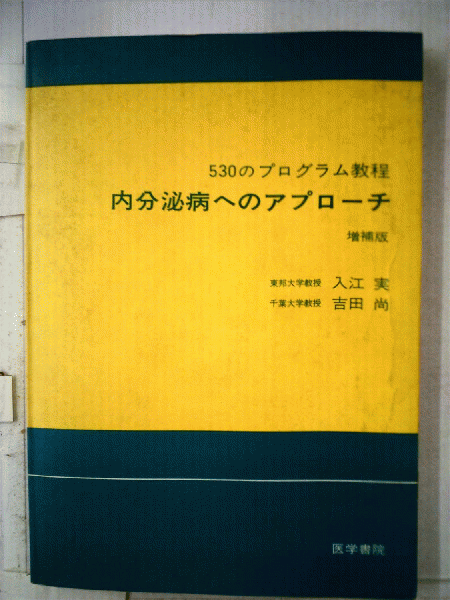 530のプログラム教程
内分泌病へのアプローチ
増補版
東邦大学教授 入江 実
千葉大学教授 吉田 尚
医学書院